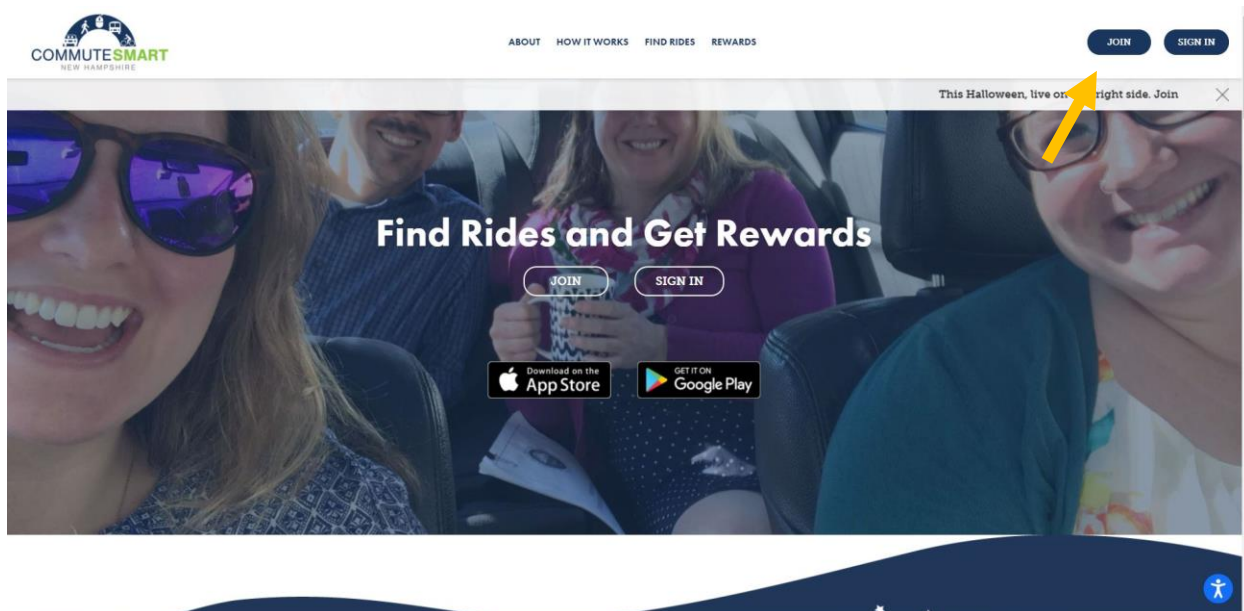 COMMUTESMART
NEW HAMPSHIRE
ABOUT HOW IT WORKS FIND RIDES REWARDS
JOIN SIGN IN
This Halloween, live on right side. Join
Find Rides and Get Rewards
JOIN SIGN IN
Download on the
App Store
GET IT ON
Google Play